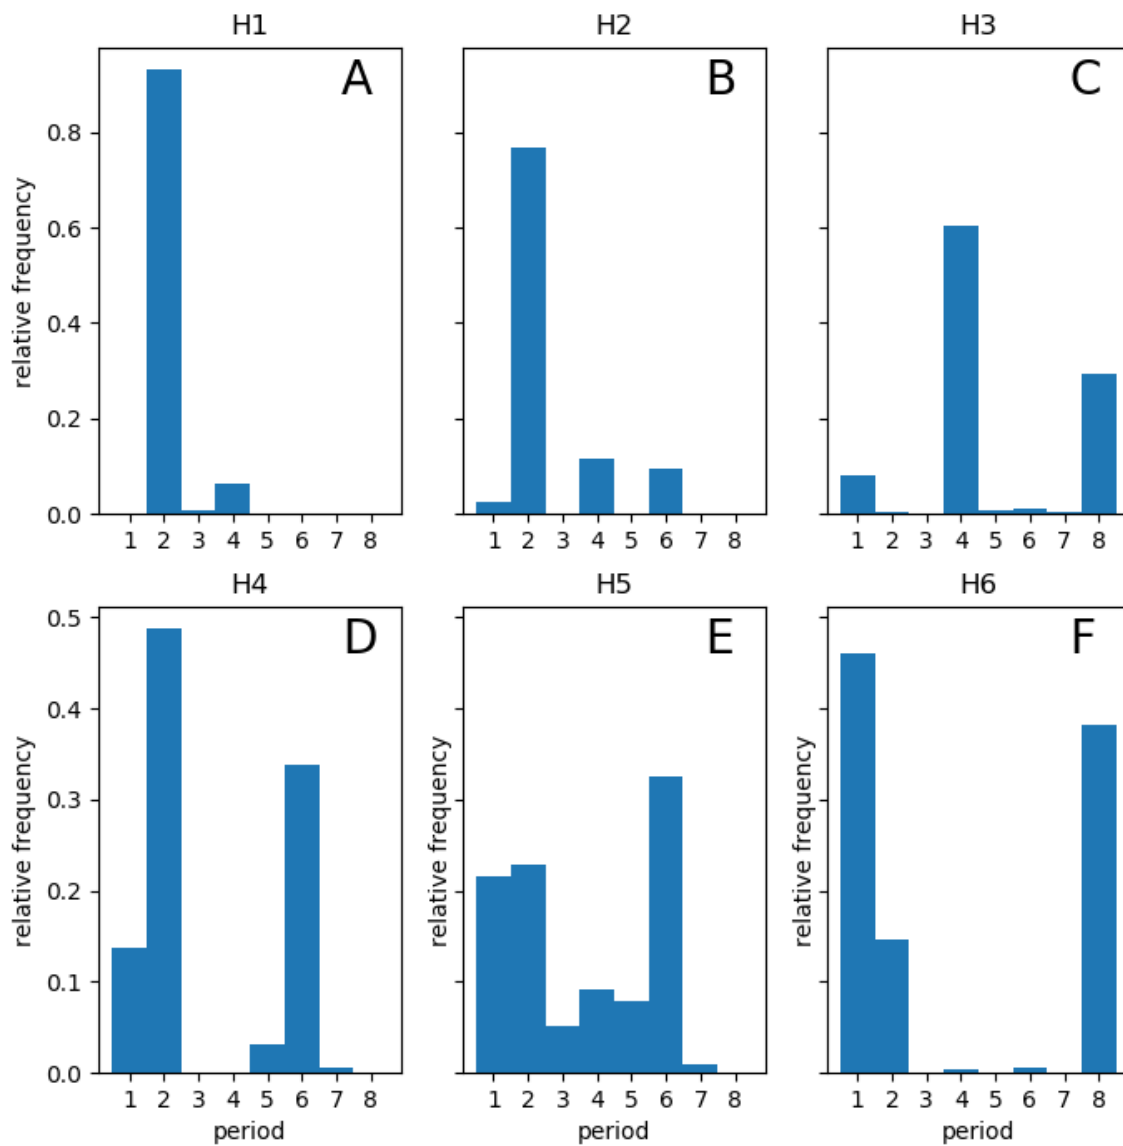 H1 H2 H3
A B C
relative frequency
0.8
0.6
0.4
0.2
0.0
1 2 3 4 5 6 7 8 1 2 3 4 5 6 7 8 1 2 3 4 5 6 7 8
H4 H5 H6
D E F
relative frequency relative frequency relative frequency
0.5
0.4
0.3
0.2
0.1
0.0
1 2 3 4 5 6 7 8 1 2 3 4 5 6 7 8 1 2 3 4 5 6 7 8
period period period